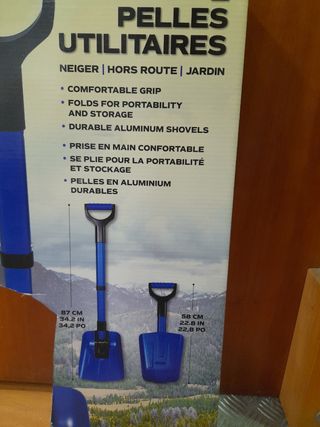 PELLES
UTILITAIRES
NEIGER | HORS ROUTE | JARDIN
• COMFORTABLE GRIP
• FOLDS FOR PORTABILITY
AND STORAGE
• DURABLE ALUMINUM SHOVELS
• PRISE EN MAIN CONFORTABLE
• SE PLIE POUR LA PORTABILITÉ
ET STOCKAGE
• PELLES EN ALUMINIUM
DURABLES
87 CM
34.2 IN
34,2 PO
58 CM
22.8 IN
22,8 PO